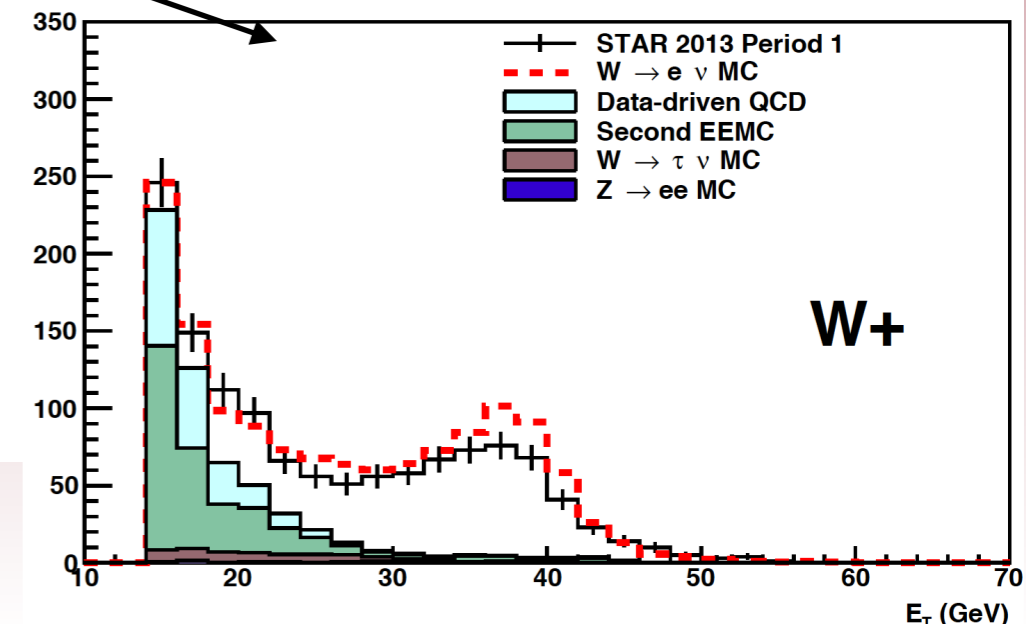 350
300
250
200
150
100
50
0
STAR 2013 Period 1
W → e ν MC
Data-driven QCD
Second EEMC
W → τ ν MC
Z → ee MC
W+
10 20 30 40 50 60 70
E_T (GeV)